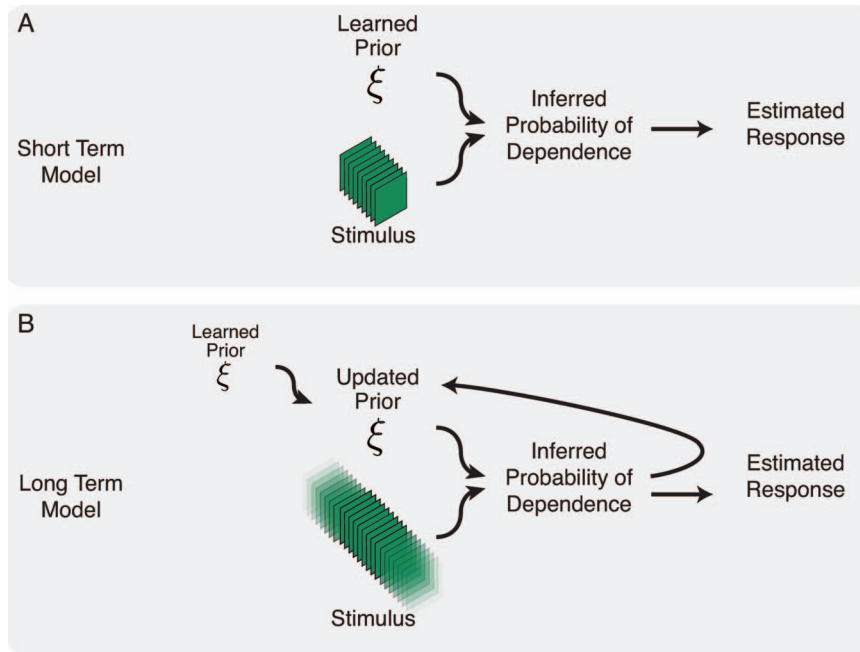 A
Learned
Prior
ξ
Short Term
Model
Stimulus
Inferred
Probability of
Dependence
Estimated
Response
B
Learned
Prior
ξ
Updated
Prior
ξ
Long Term
Model
Stimulus
Inferred
Probability of
Dependence
Estimated
Response